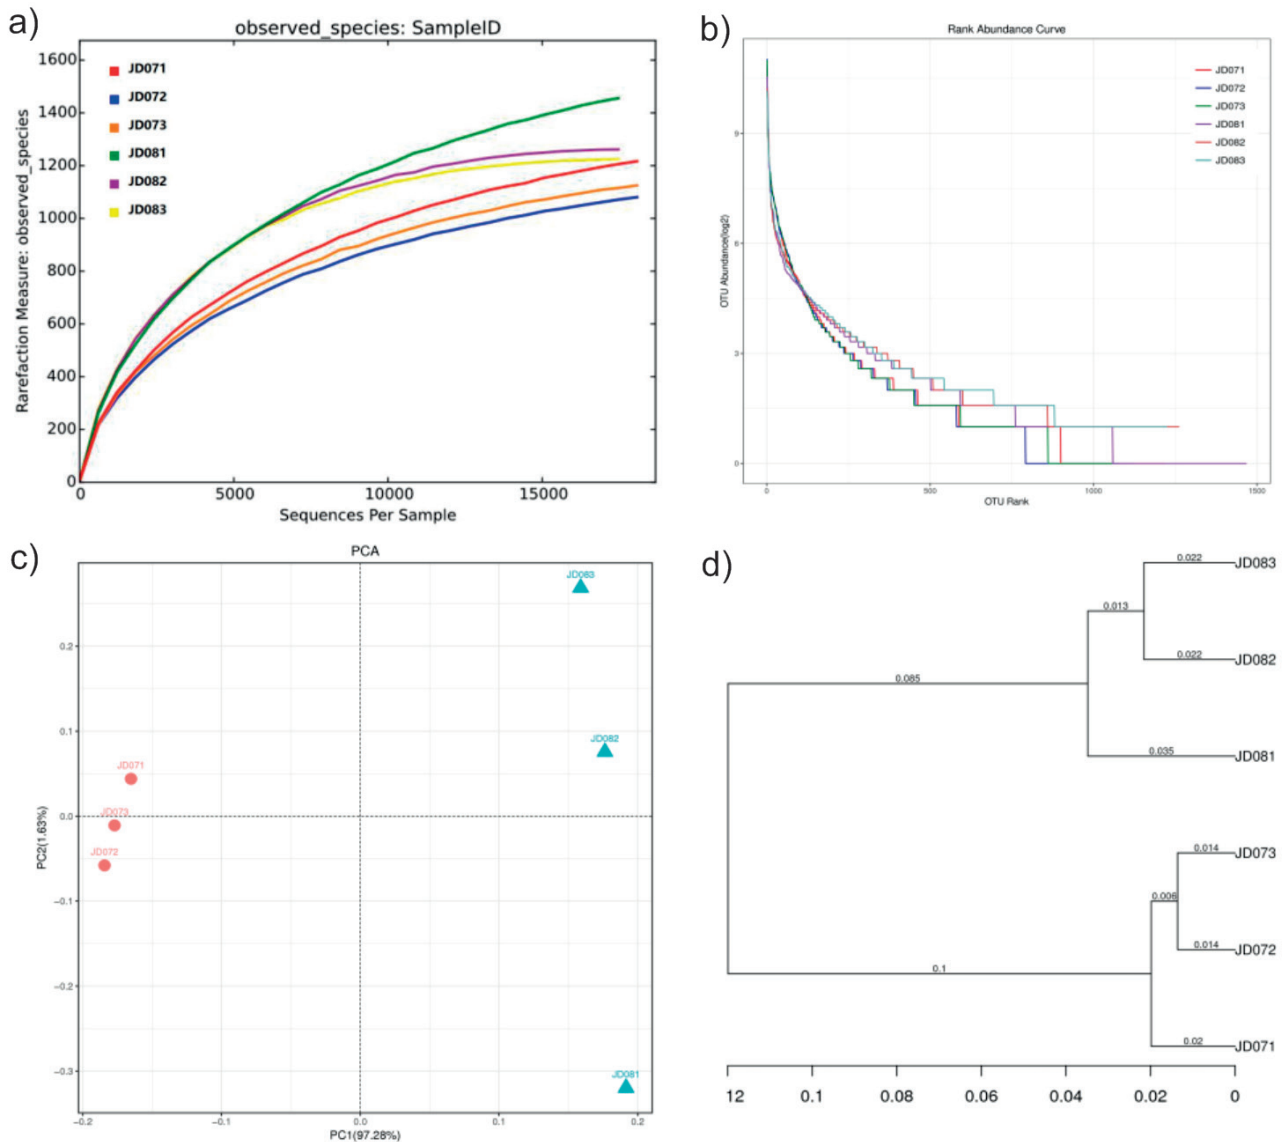 a)
observed_species: SampleID
Rarefaction Measure: observed_species
1600
1400
1200
1000
800
600
400
200
0
JD071
JD072
JD073
JD081
JD082
JD083
0
5000
10000
15000
Sequences Per Sample
b)
Rank Abundance Curve
OTU Abundance(log2)
9
6
3
0
JD071
JD072
JD073
JD081
JD082
JD083
0
500
1000
1500
OTU Rank
c)
PCA
PC2(1.63%)
0.2
0.1
0.0
−0.1
−0.2
−0.3
JD083
JD082
JD071
JD073
JD072
JD081
−0.2
−0.1
0.0
0.1
0.2
PC1(97.28%)
d)
0.022
JD083
0.013
0.022
JD082
0.085
0.035
JD081
0.014
JD073
0.006
0.014
JD072
0.1
0.02
JD071
12
0.1
0.08
0.06
0.04
0.02
0